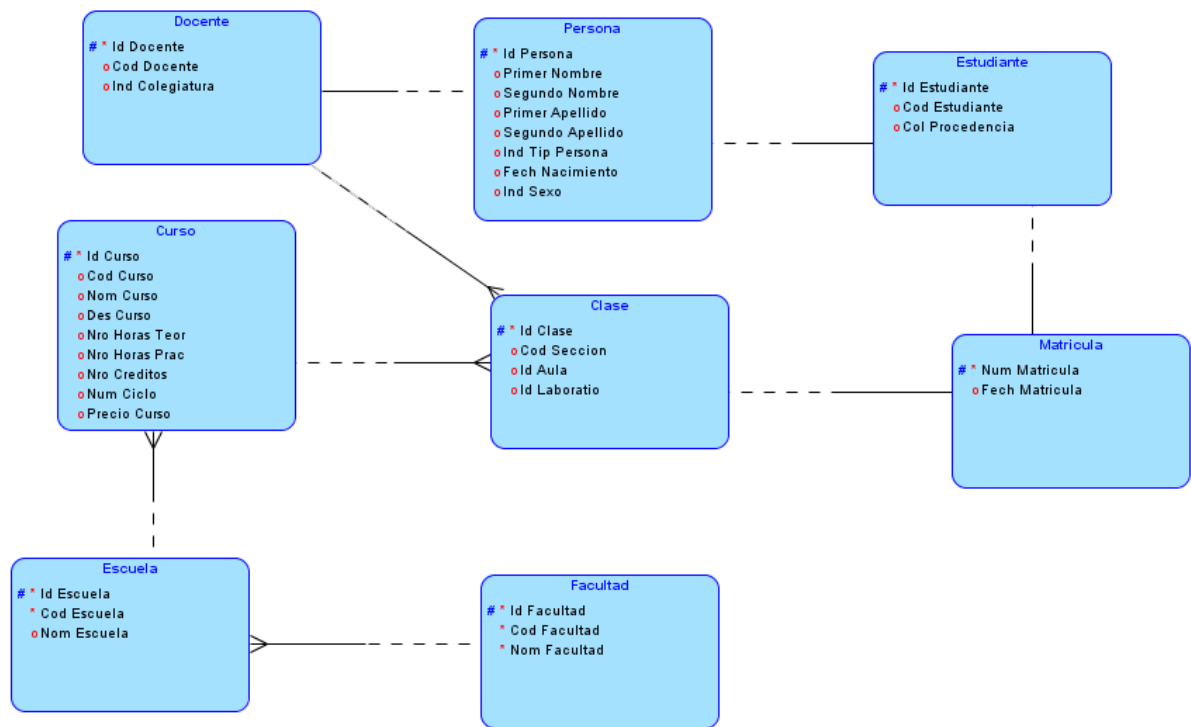 Docente
# * Id Docente
o Cod Docente
o Ind Colegiatura
Persona
# * Id Persona
o Primer Nombre
o Segundo Nombre
o Primer Apellido
o Segundo Apellido
o Ind Tip Persona
o Fech Nacimiento
o Ind Sexo
Estudiante
# * Id Estudiante
o Cod Estudiante
o Col Procedencia
Curso
# * Id Curso
o Cod Curso
o Nom Curso
o Des Curso
o Nro Horas Teor
o Nro Horas Prac
o Nro Creditos
o Num Ciclo
o Precio Curso
Clase
# * Id Clase
o Cod Seccion
o Id Aula
o Id Laboratio
Matricula
# * Num Matricula
o Fech Matricula
Escuela
# * Id Escuela
* Cod Escuela
o Nom Escuela
Facultad
# * Id Facultad
* Cod Facultad
* Nom Facultad